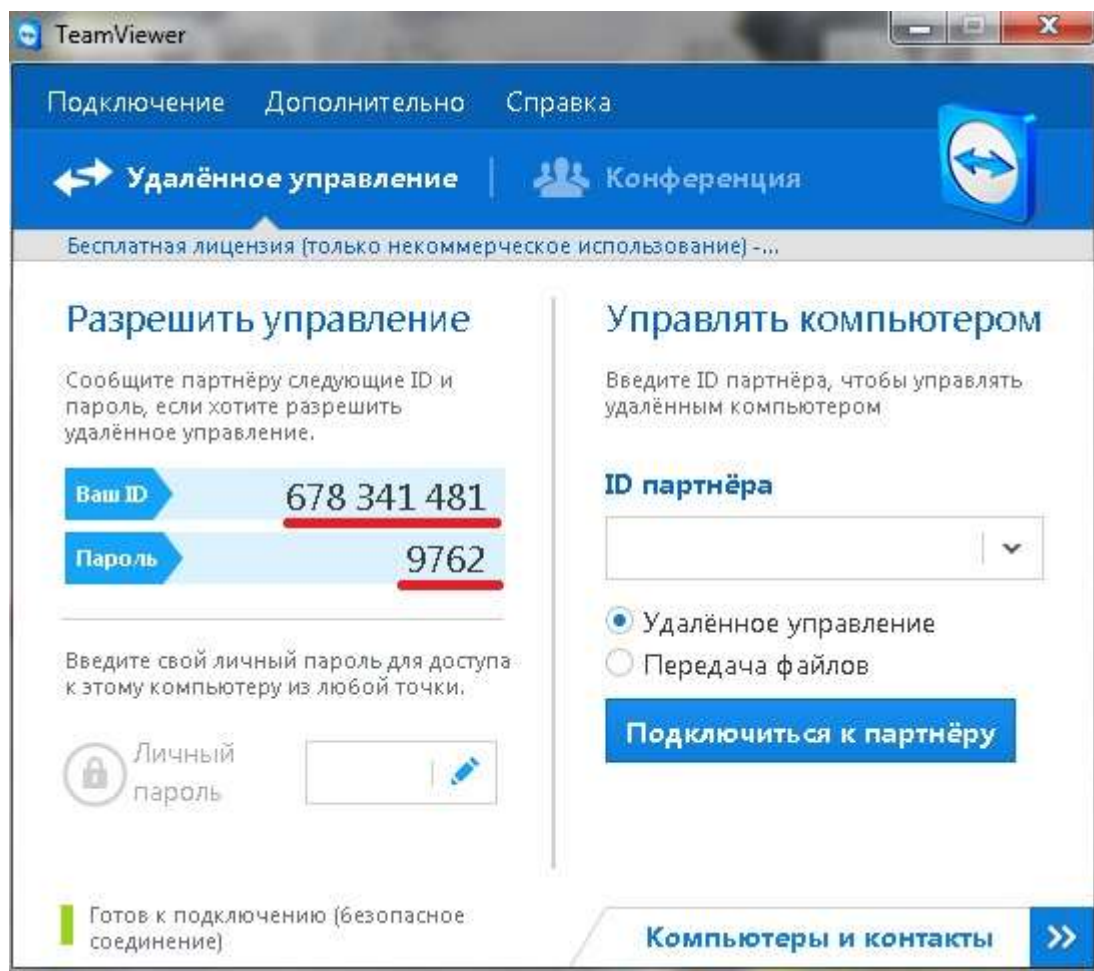 TeamViewer
Подключение Дополнительно Справка
Удалённое управление Конференция
Бесплатная лицензия (только некоммерческое использование) -...
Разрешить управление
Сообщите партнёру следующие ID и
пароль, если хотите разрешить
удалённое управление.
Ваш ID 678 341 481
Пароль 9762
Введите свой личный пароль для доступа
к этому компьютеру из любой точки.
Личный
пароль
Готов к подключению (безопасное
соединение)
Управлять компьютером
Введите ID партнёра, чтобы управлять
удалённым компьютером
ID партнёра
Удалённое управление
Передача файлов
Подключиться к партнёру
Компьютеры и контакты